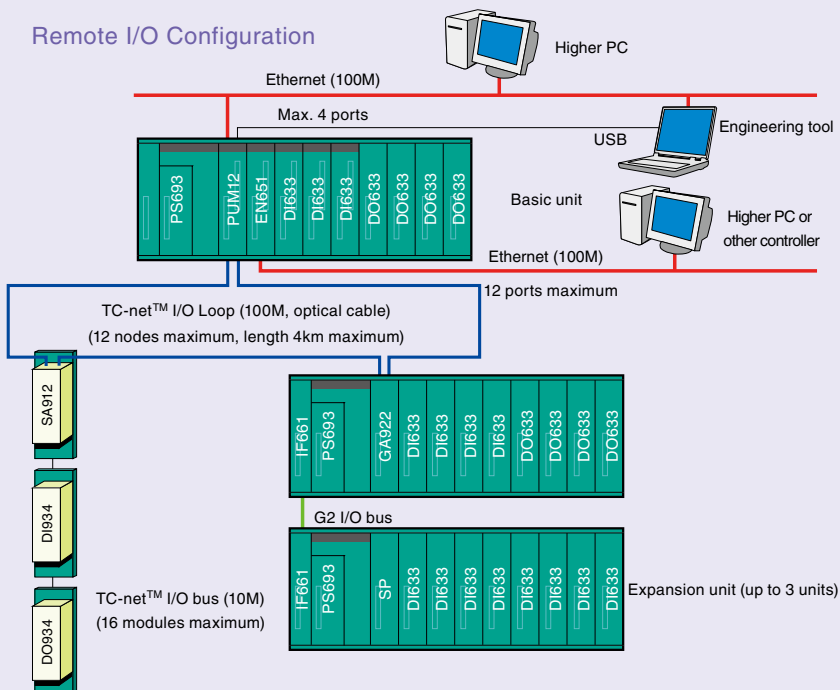 Remote I/O Configuration
Higher PC
Ethernet (100M)
Max. 4 ports
USB
Engineering tool
PS693
PUM12
EN651
DI633
DI633
DI633
DO633
DO633
DO633
DO633
Basic unit
Higher PC or
other controller
Ethernet (100M)
12 ports maximum
TC-net™ I/O Loop (100M, optical cable)
(12 nodes maximum, length 4km maximum)
SA912
DI934
DO934
IF661
PS693
GA922
DI633
DI633
DI633
DI633
DO633
DO633
DO633
DO633
G2 I/O bus
IF661
PS693
SP
DI633
DI633
DI633
DI633
DI633
DI633
DI633
DI633
Expansion unit (up to 3 units)
TC-net™ I/O bus (10M)
(16 modules maximum)